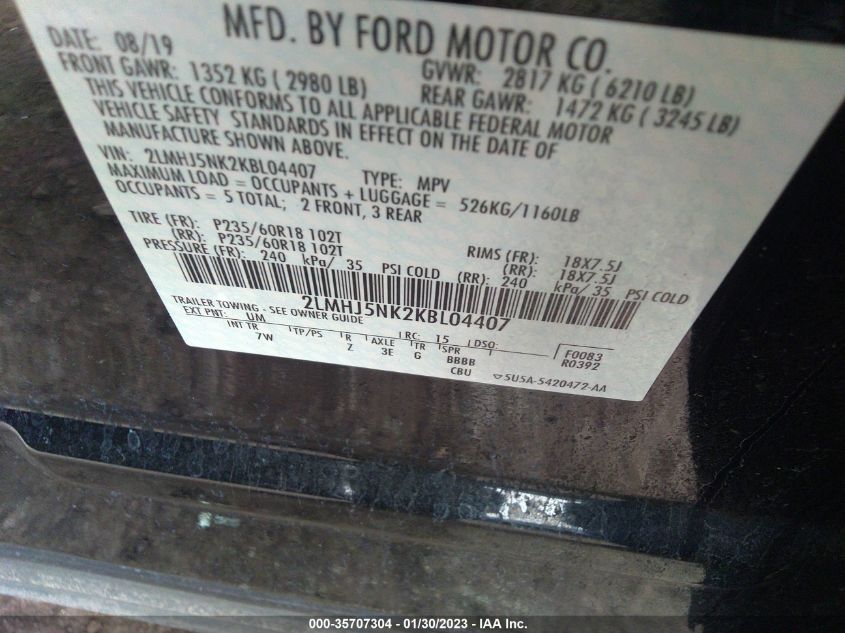 MFD. BY FORD MOTOR CO.
DATE: 08/19 GVWR: 2817 KG ( 6210 LB)
FRONT GAWR: 1352 KG ( 2980 LB) REAR GAWR: 1472 KG ( 3245 LB)
THIS VEHICLE CONFORMS TO ALL APPLICABLE FEDERAL MOTOR
VEHICLE SAFETY STANDARDS IN EFFECT ON THE DATE OF
MANUFACTURE SHOWN ABOVE.
VIN: 2LMHJ5NK2KBL04407 TYPE: MPV
MAXIMUM LOAD = OCCUPANTS + LUGGAGE = 526KG/1160LB
OCCUPANTS = 5 TOTAL; 2 FRONT, 3 REAR
TIRE (FR): P235/60R18 102T RIMS (FR): 18X7.5J
(RR): P235/60R18 102T (RR): 18X7.5J
PRESSURE (FR): 240 kPa/ 35 PSI COLD (RR): 240 kPa/ 35 PSI COLD
2LMHJ5NK2KBL04407
TRAILER TOWING - SEE OWNER GUIDE
EXT PNT: UM RC: 15 DSO:
INT TR TP/PS R AXLE TR SPR F0083
7W Z 3E G BBBB R0392
CBU ▽5U5A-5420472-AA
000-35707304 / 01/30/2023 - IAA Inc.